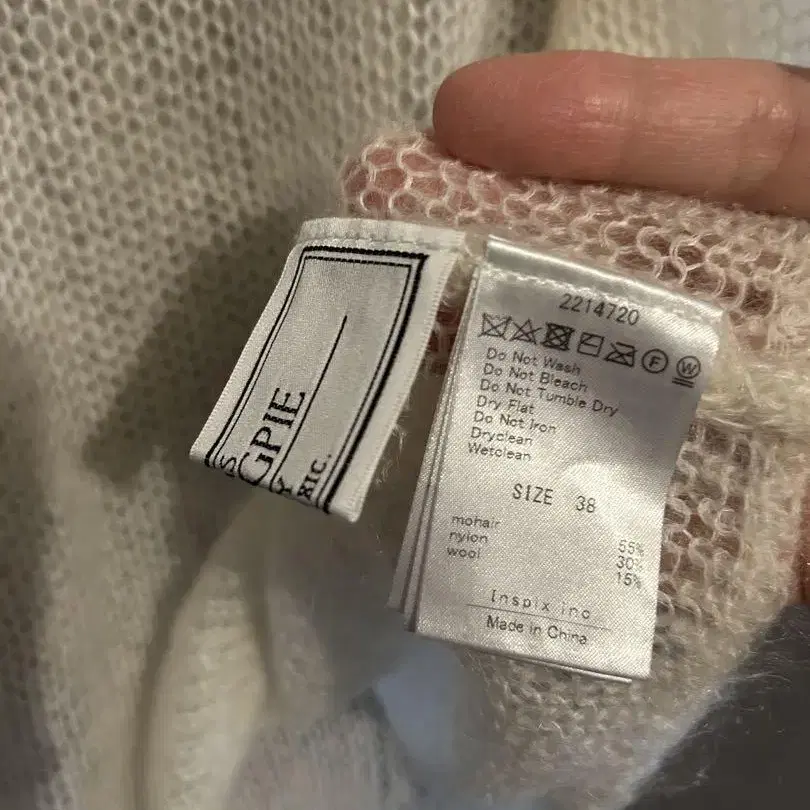 GPIE
2214720
F W
Do Not Wash
Do Not Bleach
Do Not Tumble Dry
Dry Flat
Do Not Iron
Dryclean
Wetclean
SIZE 38
mohair 55%
nylon 30%
wool 15%
Inspix inc
Made in China